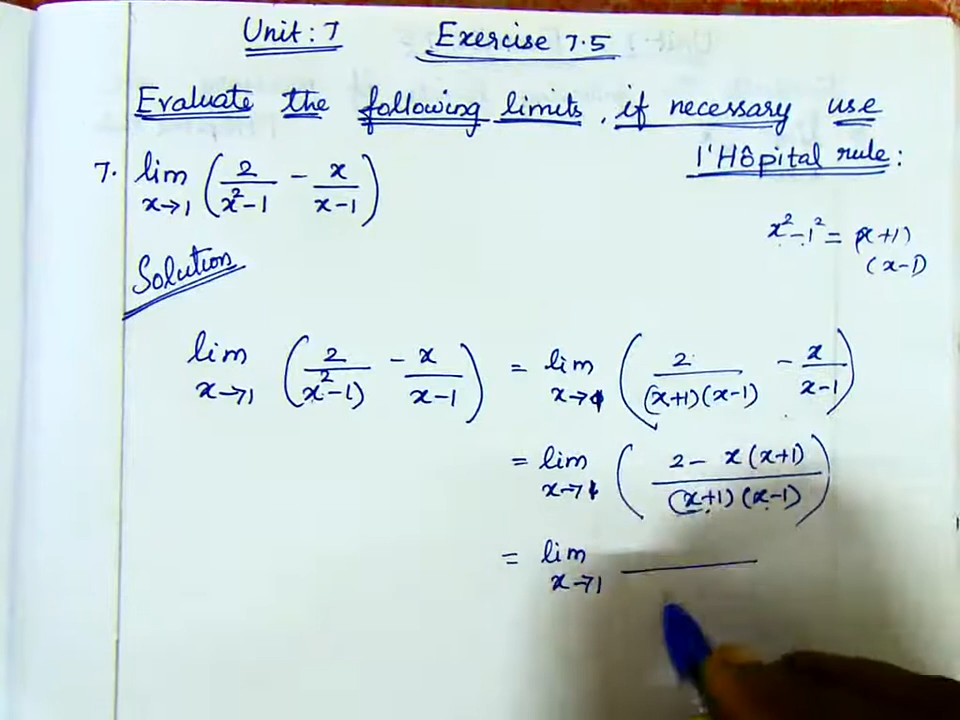 Unit: 7 Exercise 7.5
Evaluate the following limits, if necessary use
l'Hôpital rule:
7. lim x→1 (2/(x²-1) - x/(x-1))
x²-1² = (x+1)
(x-1)
Solution
lim x→1 (2/(x²-1) - x/(x-1)) = lim x→1 (2/((x+1)(x-1)) - x/(x-1))
= lim x→1 ((2- x(x+1))/((x+1)(x-1)))
= lim x→1